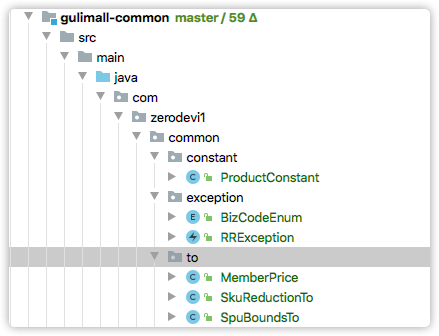 gulimall-common master / 59 Δ
src
main
java
com
zerodevi1
common
constant
C ProductConstant
exception
E BizCodeEnum
RRException
to
C MemberPrice
C SkuReductionTo
C SpuBoundsTo